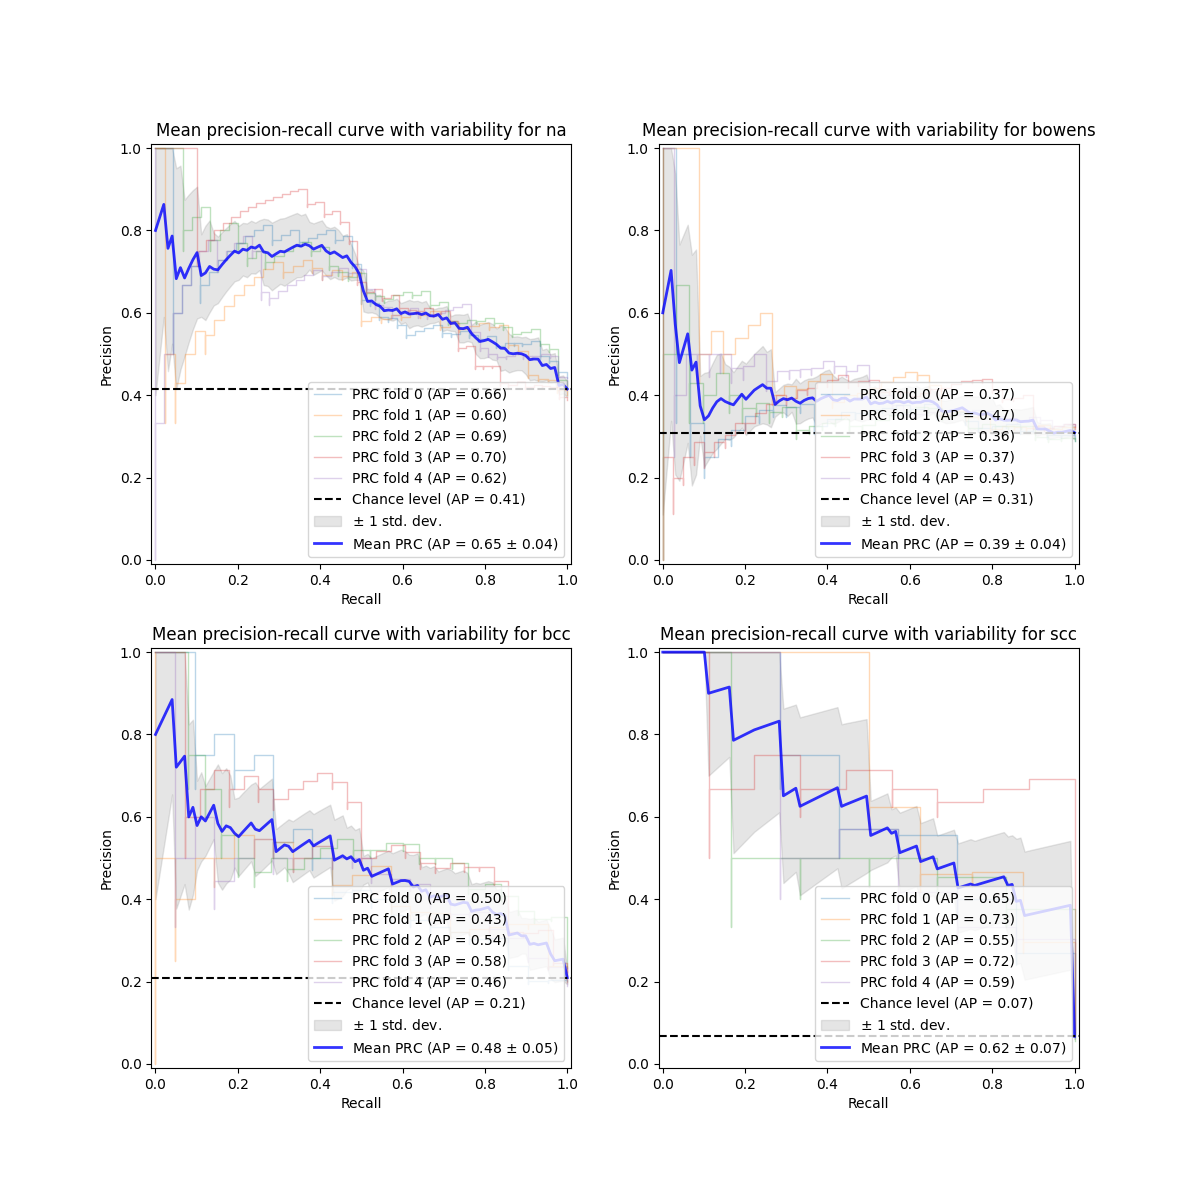 Mean precision-recall curve with variability for na
1.0
0.8
0.6
0.4
0.2
0.0
Precision
0.0 0.2 0.4 0.6 0.8 1.0
Recall
PRC fold 0 (AP = 0.66)
PRC fold 1 (AP = 0.60)
PRC fold 2 (AP = 0.69)
PRC fold 3 (AP = 0.70)
PRC fold 4 (AP = 0.62)
Chance level (AP = 0.41)
± 1 std. dev.
Mean PRC (AP = 0.65 ± 0.04)
Mean precision-recall curve with variability for bowens
1.0
0.8
0.6
0.4
0.2
0.0
Precision
0.0 0.2 0.4 0.6 0.8 1.0
Recall
PRC fold 0 (AP = 0.37)
PRC fold 1 (AP = 0.47)
PRC fold 2 (AP = 0.36)
PRC fold 3 (AP = 0.37)
PRC fold 4 (AP = 0.43)
Chance level (AP = 0.31)
± 1 std. dev.
Mean PRC (AP = 0.39 ± 0.04)
Mean precision-recall curve with variability for bcc
1.0
0.8
0.6
0.4
0.2
0.0
Precision
0.0 0.2 0.4 0.6 0.8 1.0
Recall
PRC fold 0 (AP = 0.50)
PRC fold 1 (AP = 0.43)
PRC fold 2 (AP = 0.54)
PRC fold 3 (AP = 0.58)
PRC fold 4 (AP = 0.46)
Chance level (AP = 0.21)
± 1 std. dev.
Mean PRC (AP = 0.48 ± 0.05)
Mean precision-recall curve with variability for scc
1.0
0.8
0.6
0.4
0.2
0.0
Precision
0.0 0.2 0.4 0.6 0.8 1.0
Recall
PRC fold 0 (AP = 0.65)
PRC fold 1 (AP = 0.73)
PRC fold 2 (AP = 0.55)
PRC fold 3 (AP = 0.72)
PRC fold 4 (AP = 0.59)
Chance level (AP = 0.07)
± 1 std. dev.
Mean PRC (AP = 0.62 ± 0.07)